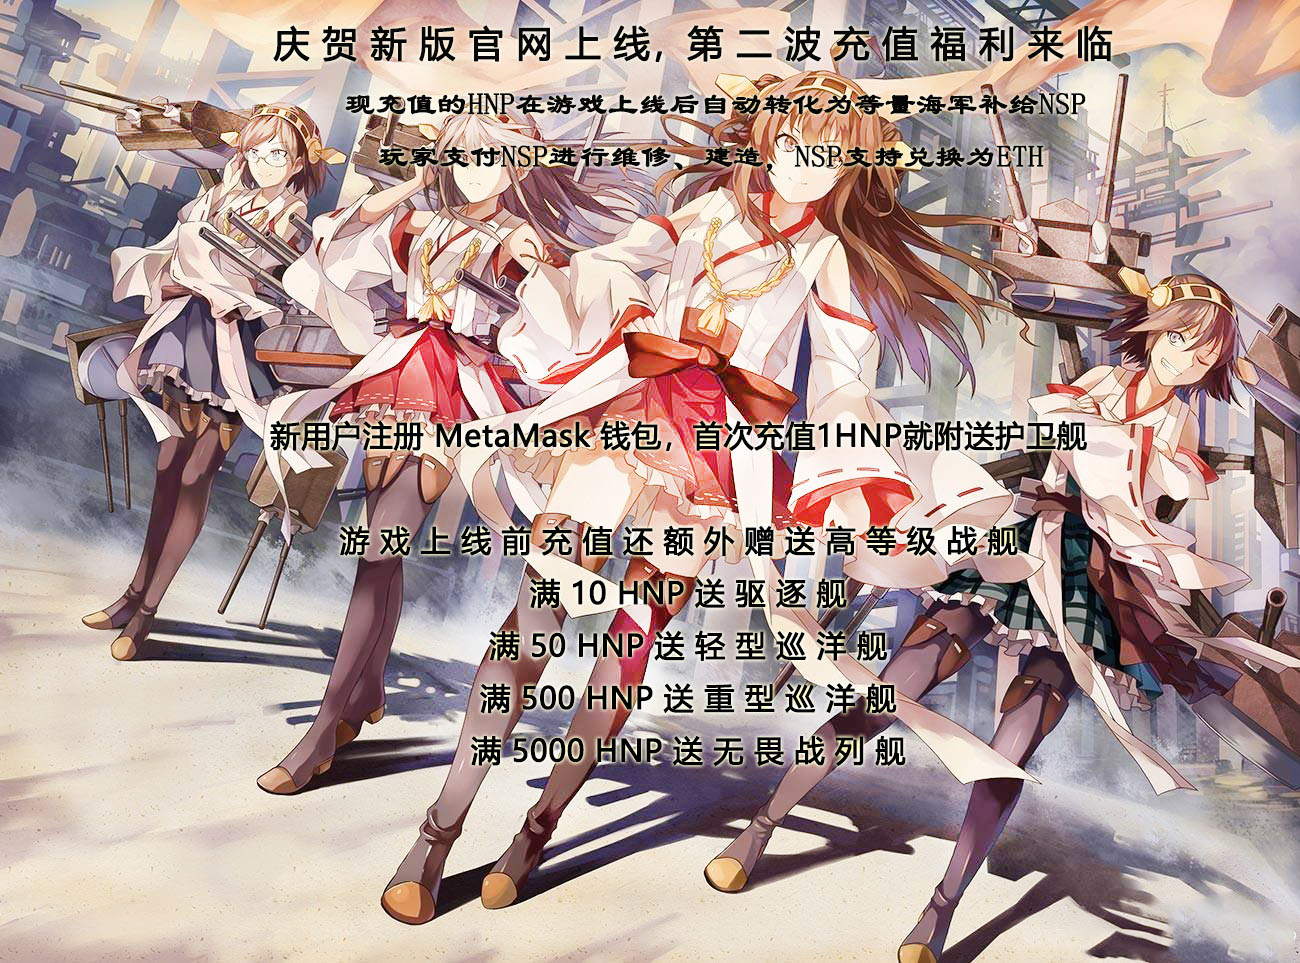 庆贺新版官网上线, 第二波充值福利来临
现充值的HNP在游戏上线后自动转化为等量海军补给NSP
玩家支付NSP进行维修、建造, NSP支持兑换为ETH
新用户注册 MetaMask 钱包，首次充值1HNP就附送护卫舰
游戏上线前充值还额外赠送高等级战舰
满 10 HNP 送驱逐舰
满 50 HNP 送轻型巡洋舰
满 500 HNP 送重型巡洋舰
满 5000 HNP 送无畏战列舰